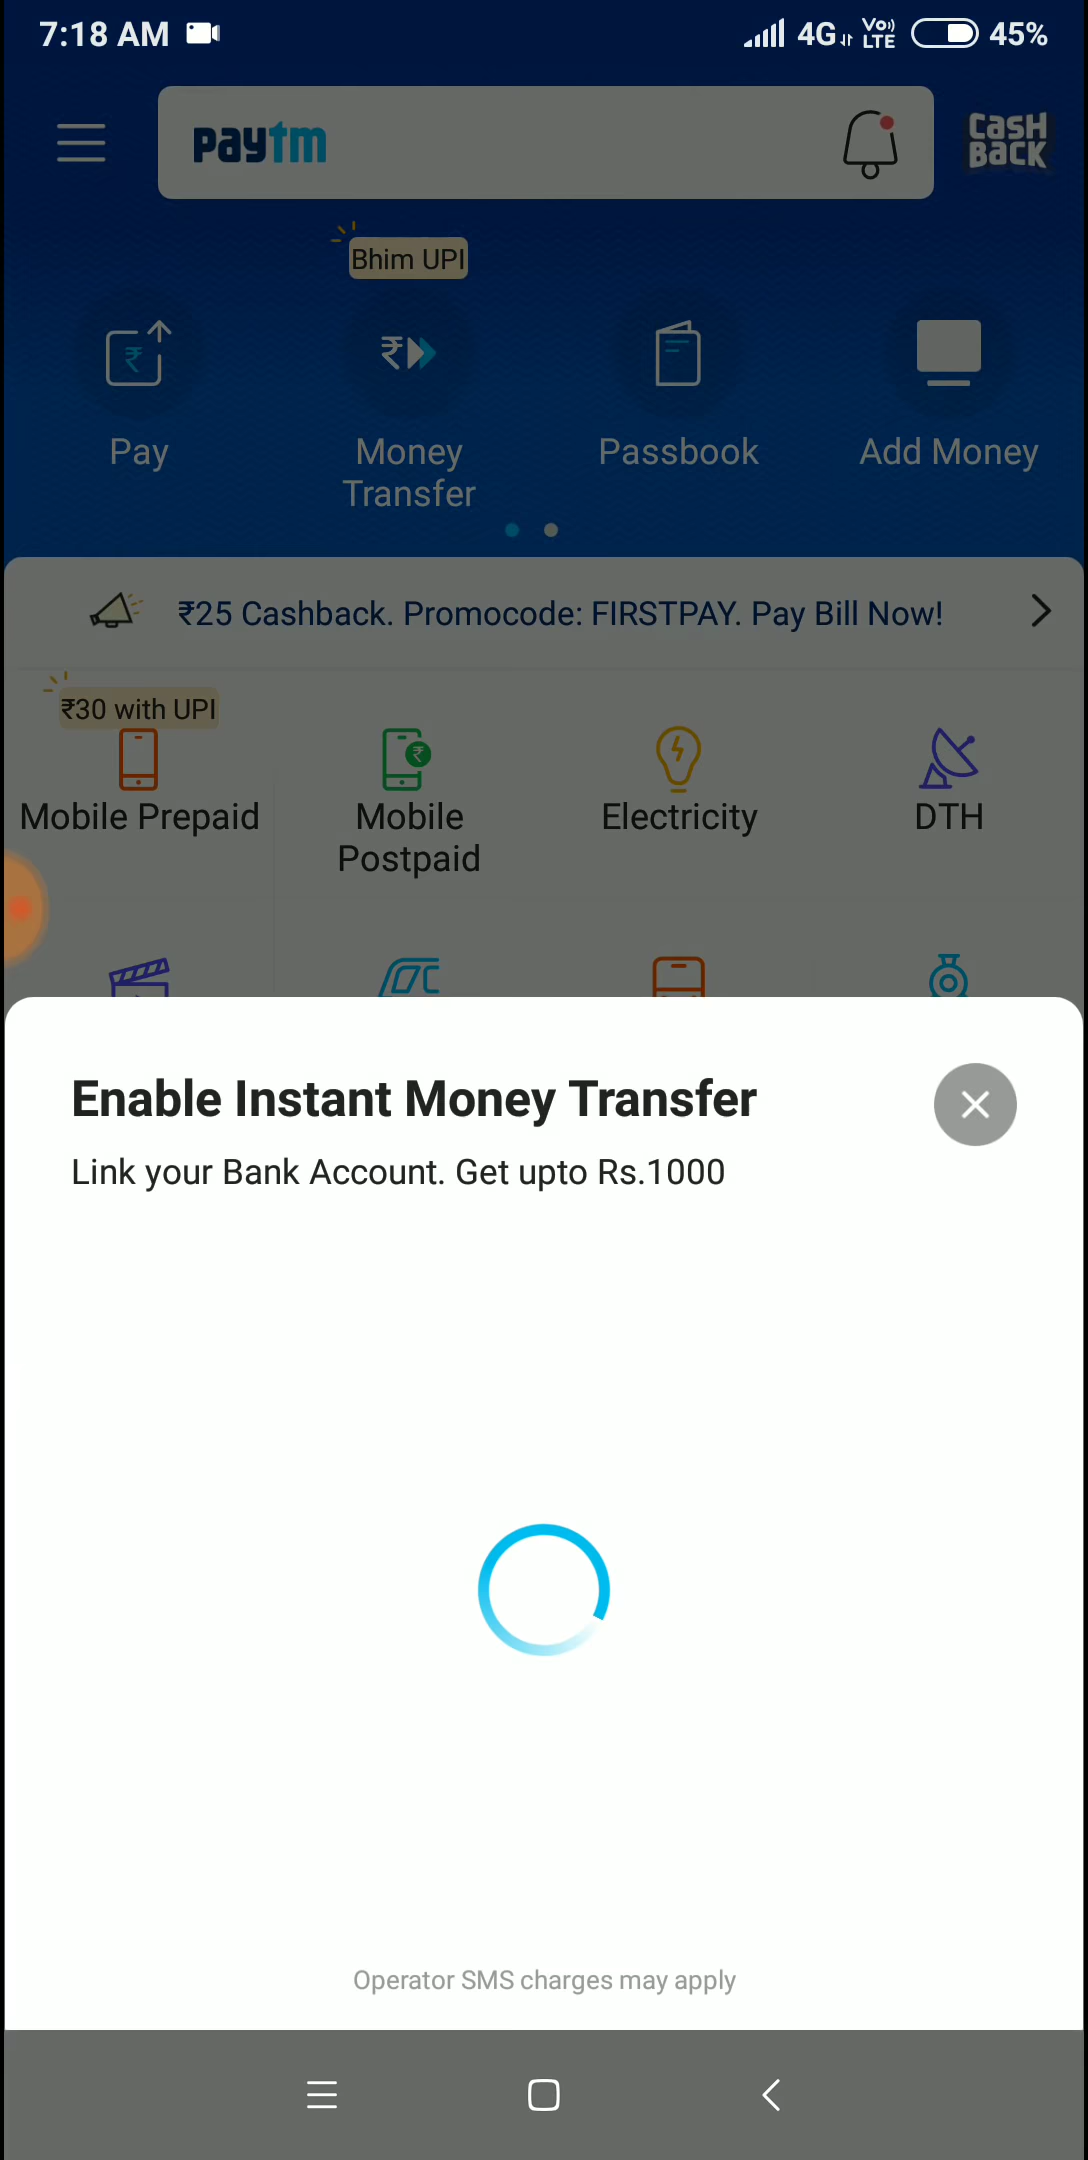 7:18 AM 4G Vo)) LTE 45%
paytm CASH BACK
Bhim UPI
Pay Money Transfer Passbook Add Money
₹25 Cashback. Promocode: FIRSTPAY. Pay Bill Now!
₹30 with UPI
Mobile Prepaid Mobile Postpaid Electricity DTH
Enable Instant Money Transfer
Link your Bank Account. Get upto Rs.1000
Operator SMS charges may apply